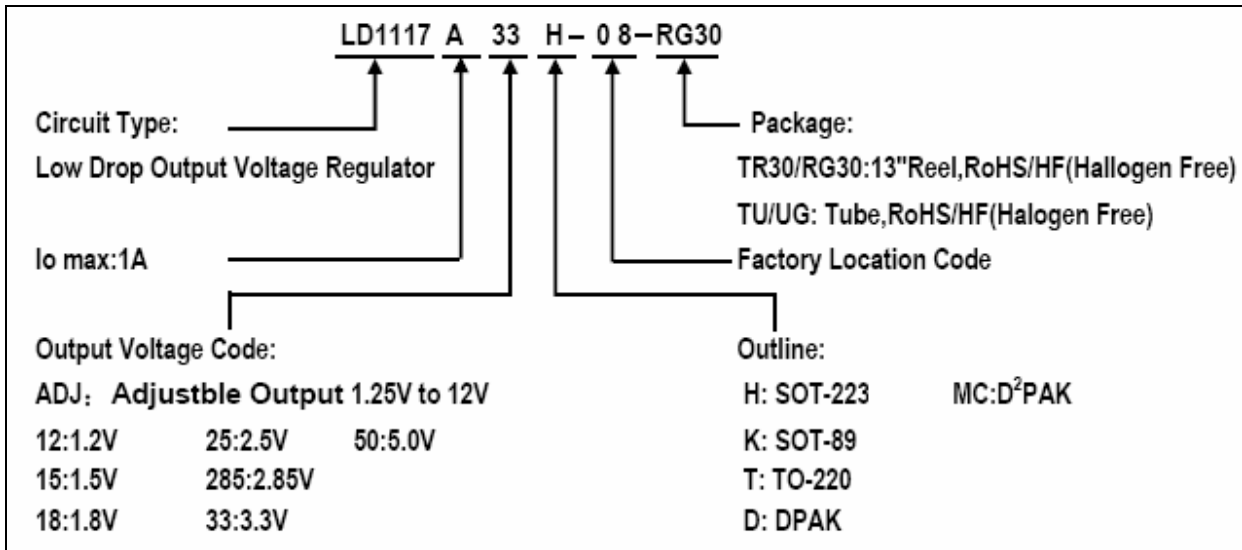 LD1117 A 33 H – 0 8 – RG30
Circuit Type:
Low Drop Output Voltage Regulator
Package:
TR30/RG30:13"Reel,RoHS/HF(Hallogen Free)
TU/UG: Tube,RoHS/HF(Halogen Free)
Io max:1A
Factory Location Code
Output Voltage Code:
ADJ：Adjustble Output 1.25V to 12V
12:1.2V 25:2.5V 50:5.0V
15:1.5V 285:2.85V
18:1.8V 33:3.3V
Outline:
H: SOT-223 MC:D²PAK
K: SOT-89
T: TO-220
D: DPAK